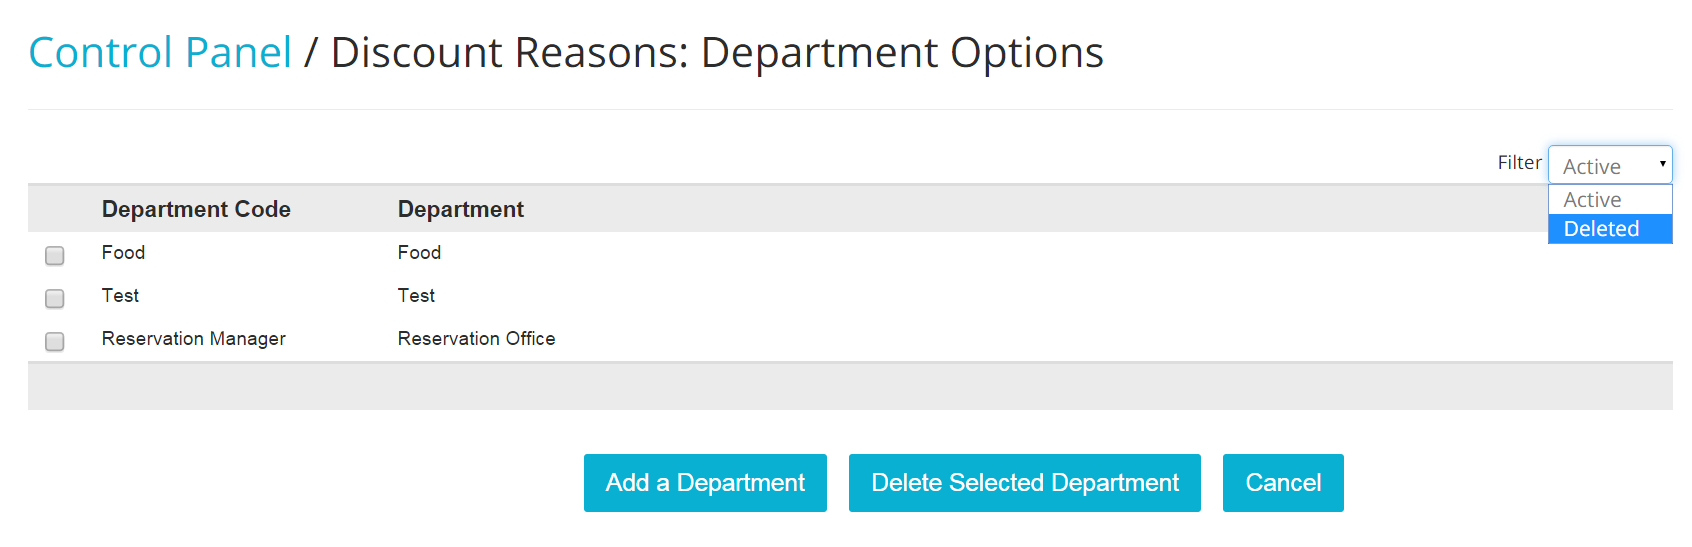 Control Panel / Discount Reasons: Department Options
Filter Active
Active
Deleted
Department Code Department
Food Food
Test Test
Reservation Manager Reservation Office
Add a Department Delete Selected Department Cancel